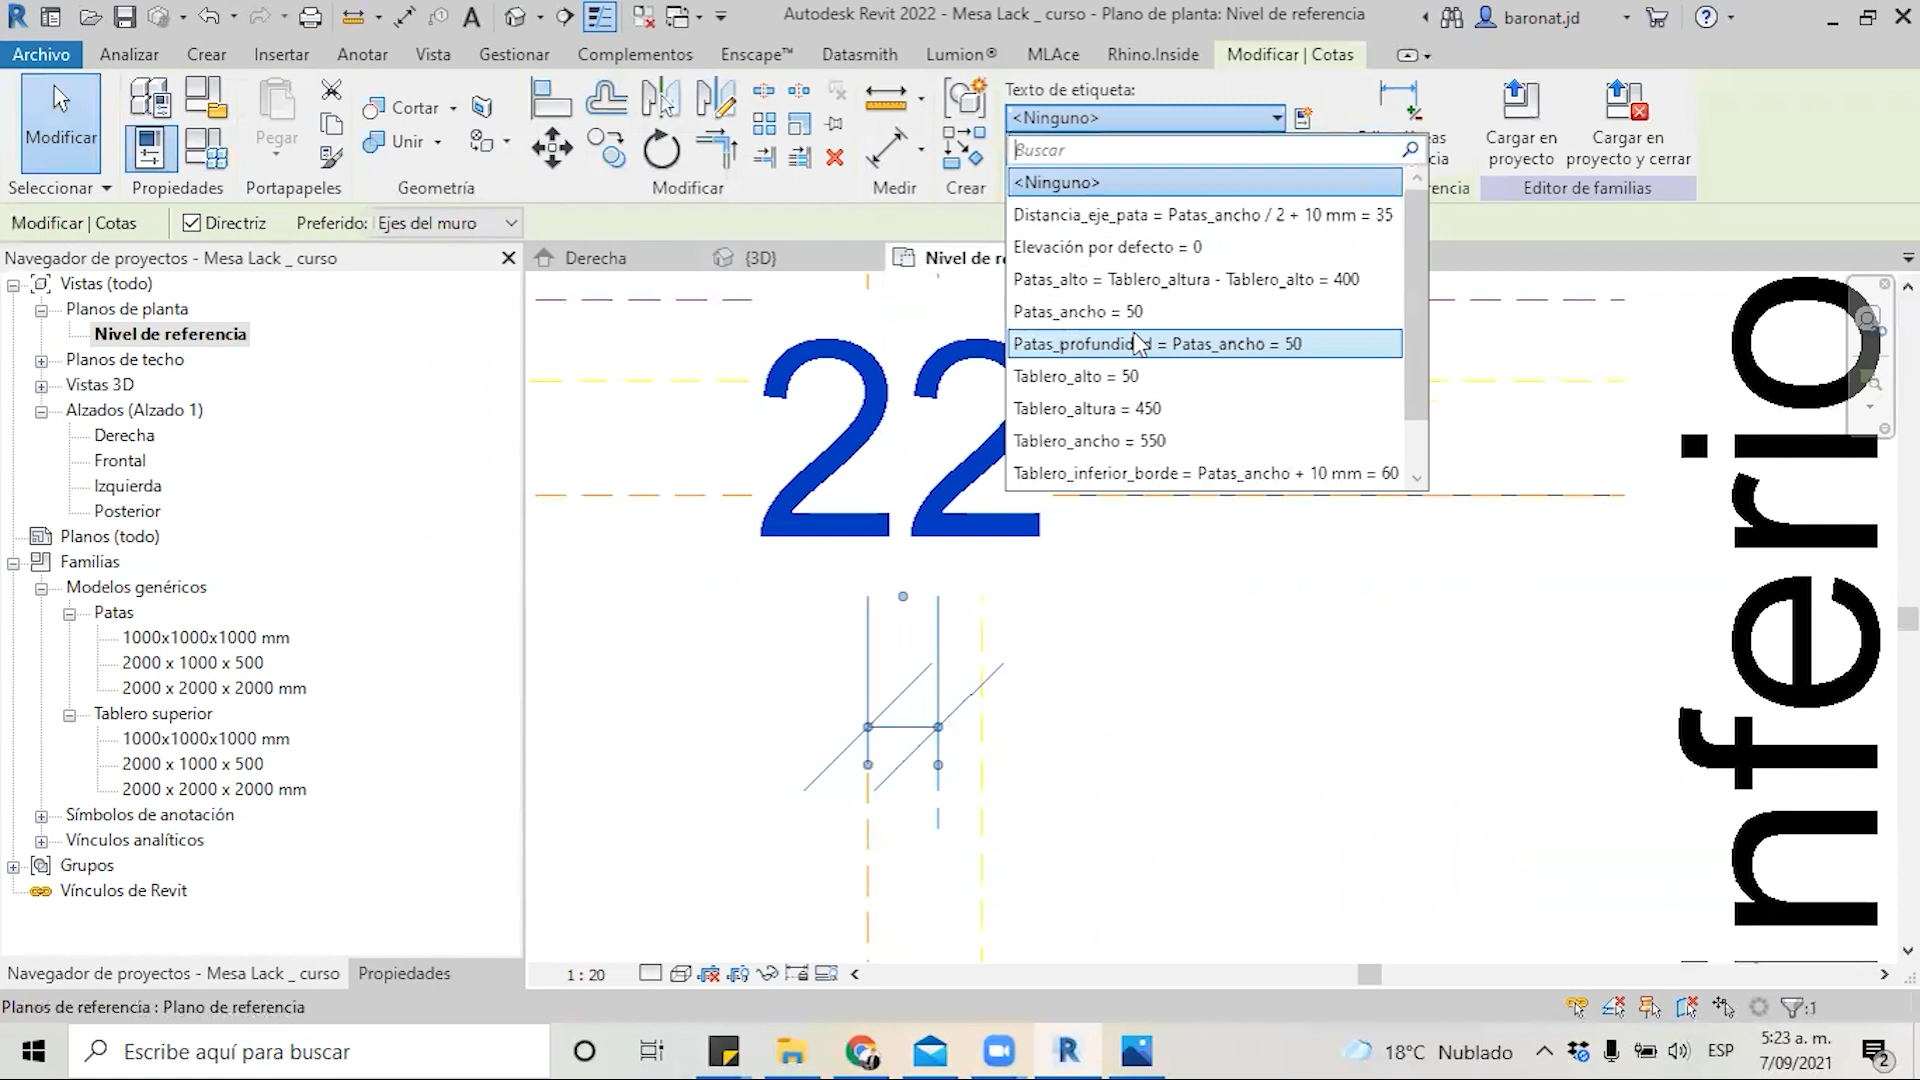 Autodesk Revit 2022 - Mesa Lack _ curso - Plano de planta: Nivel de referencia
baronat.jd
Archivo Analizar Crear Insertar Anotar Vista Gestionar Complementos Enscape™ Datasmith Lumion® MLAce Rhino.Inside Modificar | Cotas
Modificar
Pegar
Cortar
Unir
Texto de etiqueta:
<Ninguno>
Cargar en proyecto
Cargar en proyecto y cerrar
Seleccionar Propiedades Portapapeles Geometría Modificar Medir Crear Editor de familias
Modificar | Cotas Directriz Preferido: Ejes del muro
Buscar
<Ninguno>
Distancia_eje_pata = Patas_ancho / 2 + 10 mm = 35
Elevación por defecto = 0
Patas_alto = Tablero_altura - Tablero_alto = 400
Patas_ancho = 50
Patas_profundidad = Patas_ancho = 50
Tablero_alto = 50
Tablero_altura = 450
Tablero_ancho = 550
Tablero_inferior_borde = Patas_ancho + 10 mm = 60
Navegador de proyectos - Mesa Lack _ curso
Derecha {3D} Nivel de re
Vistas (todo)
Planos de planta
Nivel de referencia
Planos de techo
Vistas 3D
Alzados (Alzado 1)
Derecha
Frontal
Izquierda
Posterior
Planos (todo)
Familias
Modelos genéricos
Patas
1000x1000x1000 mm
2000 x 1000 x 500
2000 x 2000 x 2000 mm
Tablero superior
1000x1000x1000 mm
2000 x 1000 x 500
2000 x 2000 x 2000 mm
Símbolos de anotación
Vínculos analíticos
Grupos
Vínculos de Revit
22
nferio
Navegador de proyectos - Mesa Lack _ curso Propiedades
1 : 20
Planos de referencia : Plano de referencia
:1
Escribe aquí para buscar
18°C Nublado
ESP
5:23 a. m.
7/09/2021
2